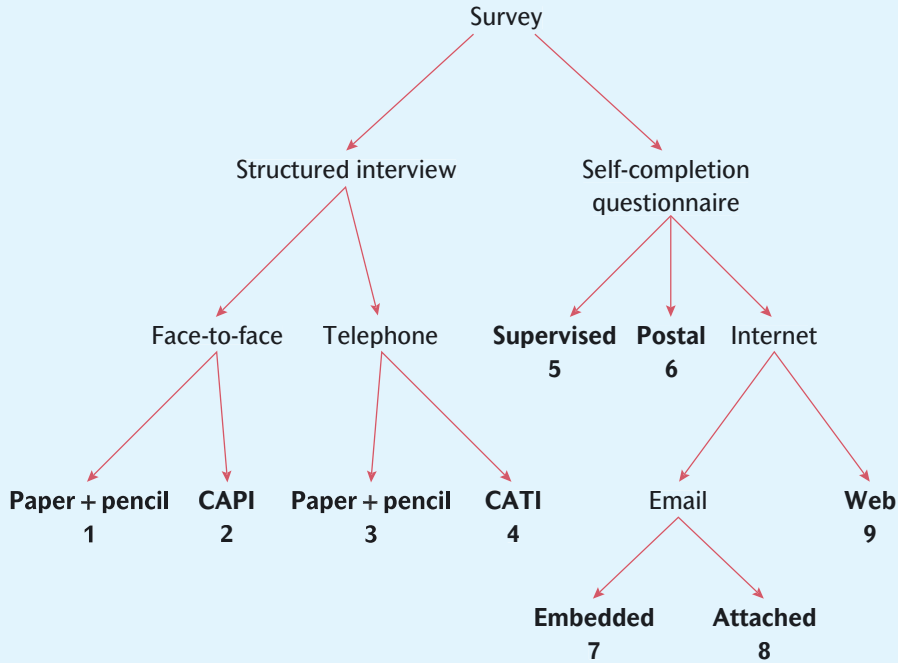 Survey
Structured interview
Self-completion
questionnaire
Face-to-face
Telephone
Supervised
5
Postal
6
Internet
Paper + pencil
1
CAPI
2
Paper + pencil
3
CATI
4
Email
Web
9
Embedded
7
Attached
8